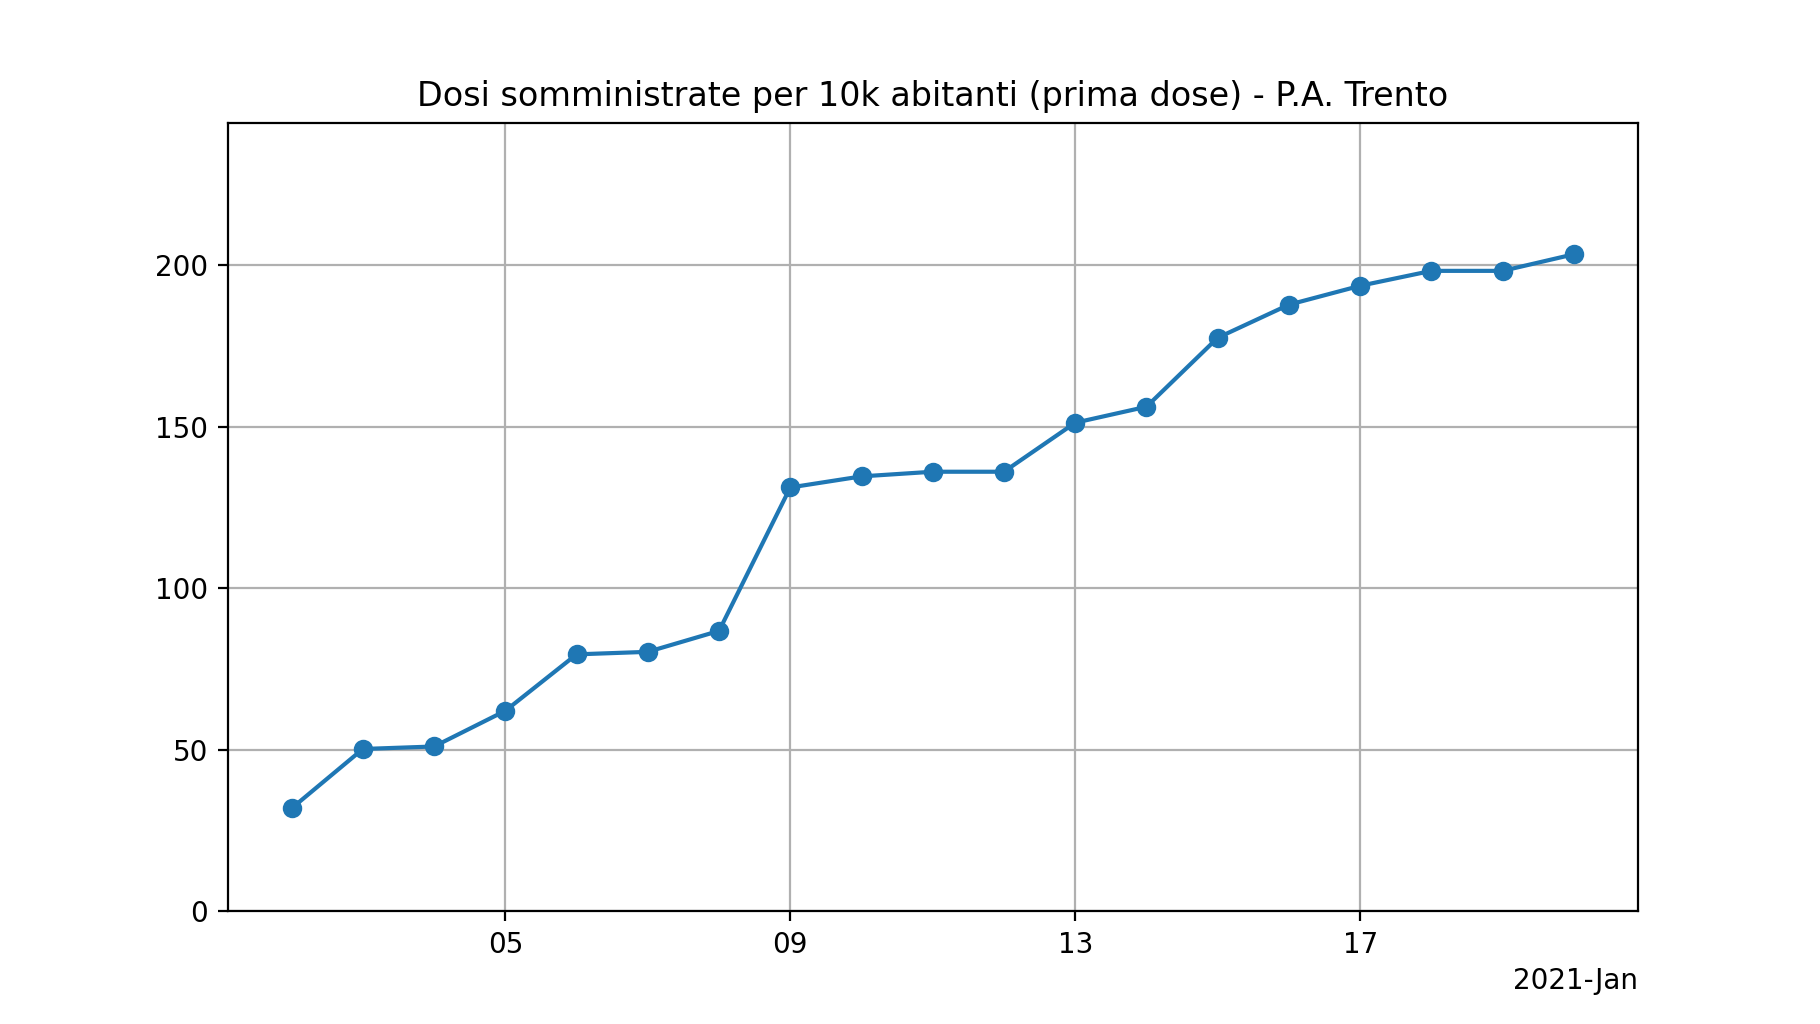 Dosi somministrate per 10k abitanti (prima dose) - P.A. Trento
200
150
100
50
0
05 09 13 17
2021-Jan